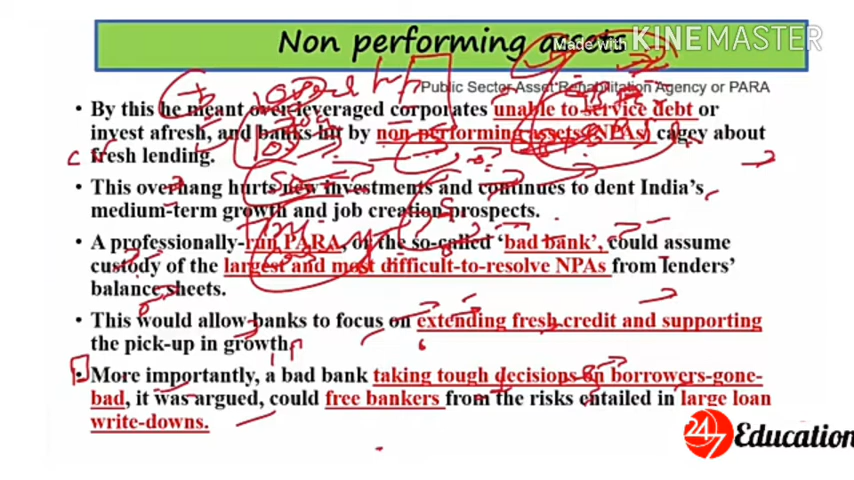 Non performing assets
Made with KINEMASTER
Public Sector Asset Rehabilitation Agency or PARA
• By this he meant over-leveraged corporates unable to service debt or
invest afresh, and banks hit by non performing assets (NPAs) cagey about
fresh lending.
• This overhang hurts new investments and continues to dent India's
medium-term growth and job creation prospects.
• A professionally-run PARA, or the so-called 'bad bank', could assume
custody of the largest and most difficult-to-resolve NPAs from lenders'
balance sheets.
• This would allow banks to focus on extending fresh credit and supporting
the pick-up in growth.
• More importantly, a bad bank taking tough decisions on borrowers-gone-
bad, it was argued, could free bankers from the risks entailed in large loan
write-downs.
24/7 Education